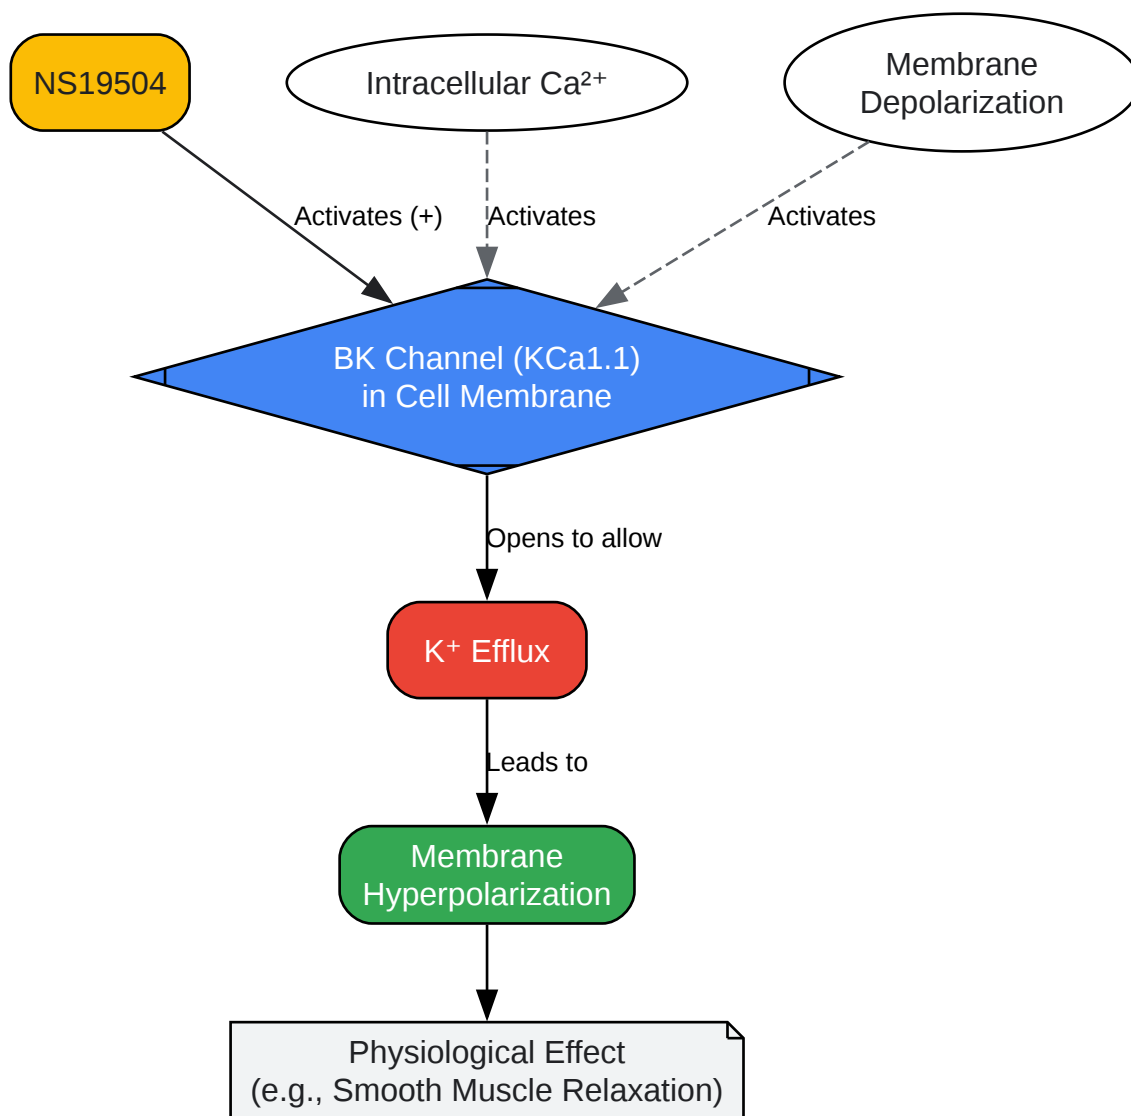 NS19504
Intracellular Ca²⁺
Membrane
Depolarization
Activates (+)
Activates
Activates
BK Channel (KCa1.1)
in Cell Membrane
Opens to allow
K⁺ Efflux
Leads to
Membrane
Hyperpolarization
Physiological Effect
(e.g., Smooth Muscle Relaxation)